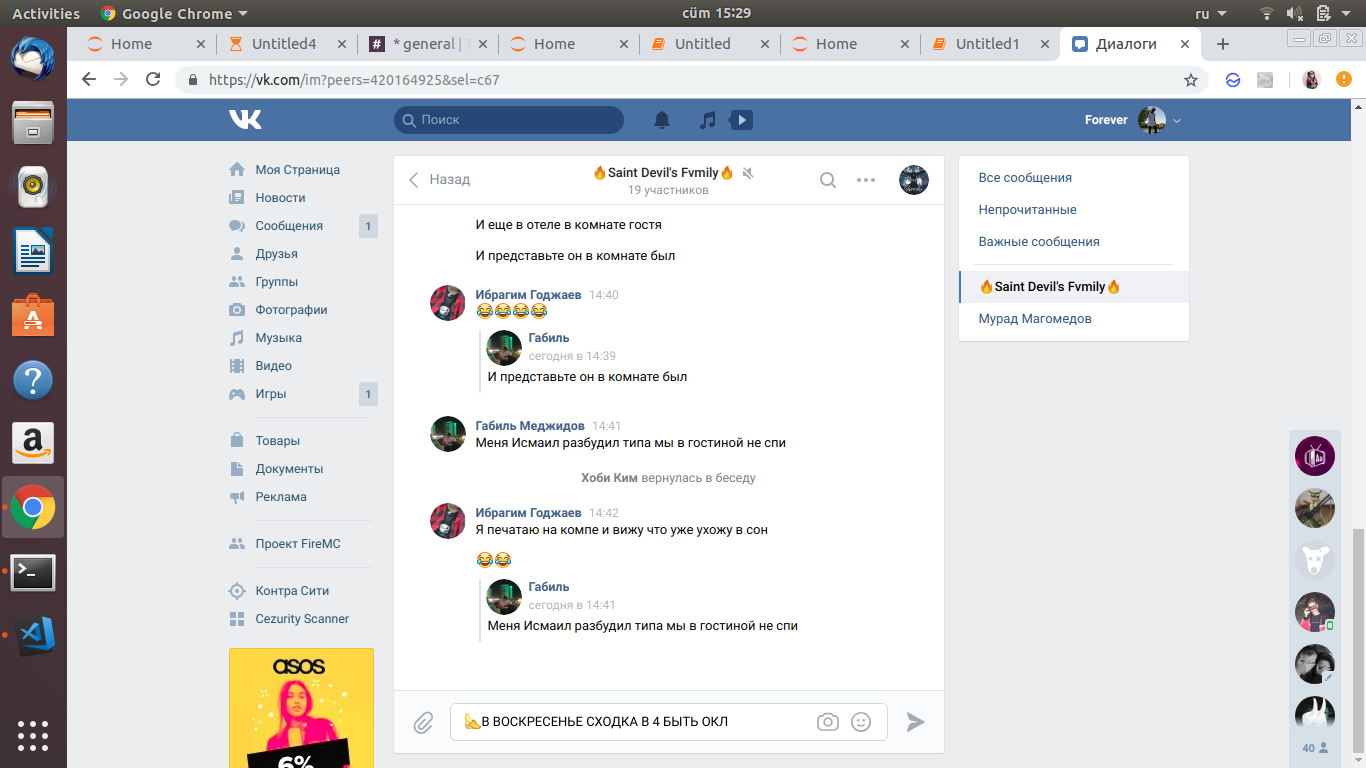 Activities
Google Chrome
cüm 15:29
ru
Home
Untitled4
* general | T
Home
Untitled
Home
Untitled1
Диалоги
https://vk.com/im?peers=420164925&sel=c67
Поиск
Forever
Моя Страница
Новости
Сообщения 1
Друзья
Группы
Фотографии
Музыка
Видео
Игры 1
Товары
Документы
Реклама
Проект FireMC
Контра Сити
Cezurity Scanner
asos
6%
Назад
🔥Saint Devil's Fvmily🔥
19 участников
И еще в отеле в комнате гостя
И представьте он в комнате был
Ибрагим Годжаев 14:40
😂😂😂😂
Габиль
сегодня в 14:39
И представьте он в комнате был
Габиль Меджидов 14:41
Меня Исмаил разбудил типа мы в гостиной не спи
Хоби Ким вернулась в беседу
Ибрагим Годжаев 14:42
Я печатаю на компе и вижу что уже ухожу в сон
😂😂
Габиль
сегодня в 14:41
Меня Исмаил разбудил типа мы в гостиной не спи
В ВОСКРЕСЕНЬЕ СХОДКА В 4 БЫТЬ ОКЛ
Все сообщения
Непрочитанные
Важные сообщения
🔥Saint Devil's Fvmily🔥
Мурад Магомедов
40